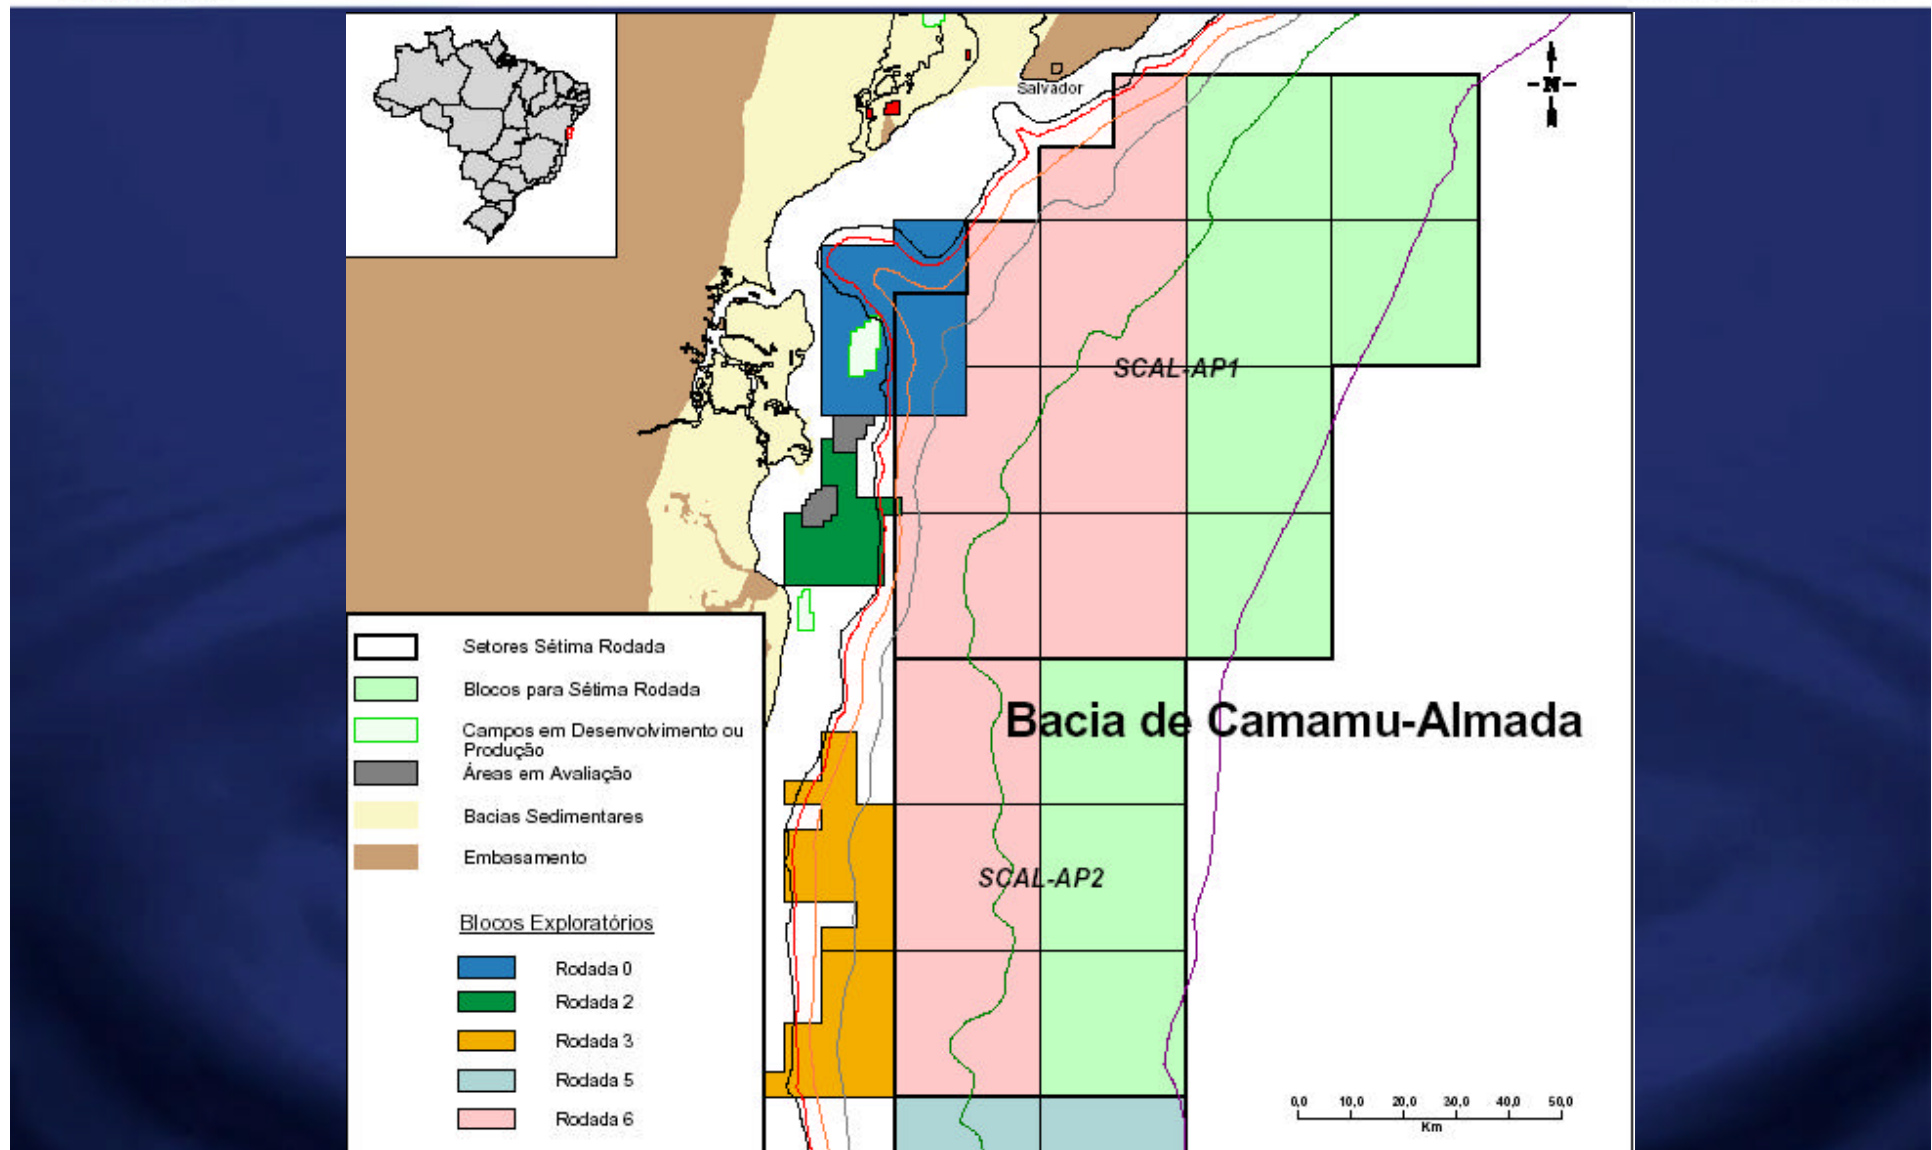 Salvador
N
SCAL-AP1
Bacia de Camamu-Almada
SCAL-AP2
Setores Sétima Rodada
Blocos para Sétima Rodada
Campos em Desenvolvimento ou
Produção
Áreas em Avaliação
Bacias Sedimentares
Embasamento
Blocos Exploratórios
Rodada 0
Rodada 2
Rodada 3
Rodada 5
Rodada 6
0,0 10,0 20,0 30,0 40,0 50,0
Km